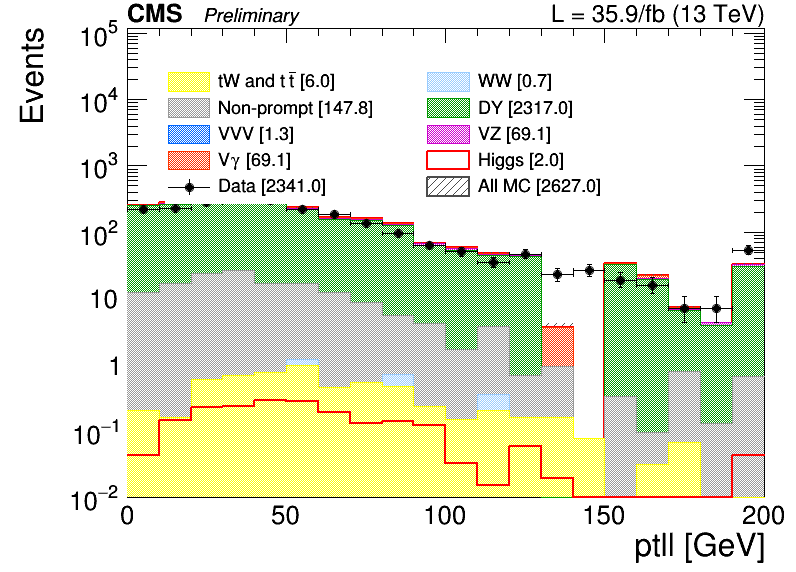 CMS Preliminary L = 35.9/fb (13 TeV)
Events
10^5
10^4
10^3
10^2
10
1
10^−1
10^−2
tW and tt̄ [6.0]
WW [0.7]
Non-prompt [147.8]
DY [2317.0]
VVV [1.3]
VZ [69.1]
Vγ [69.1]
Higgs [2.0]
Data [2341.0]
All MC [2627.0]
0 50 100 150 200
ptll [GeV]